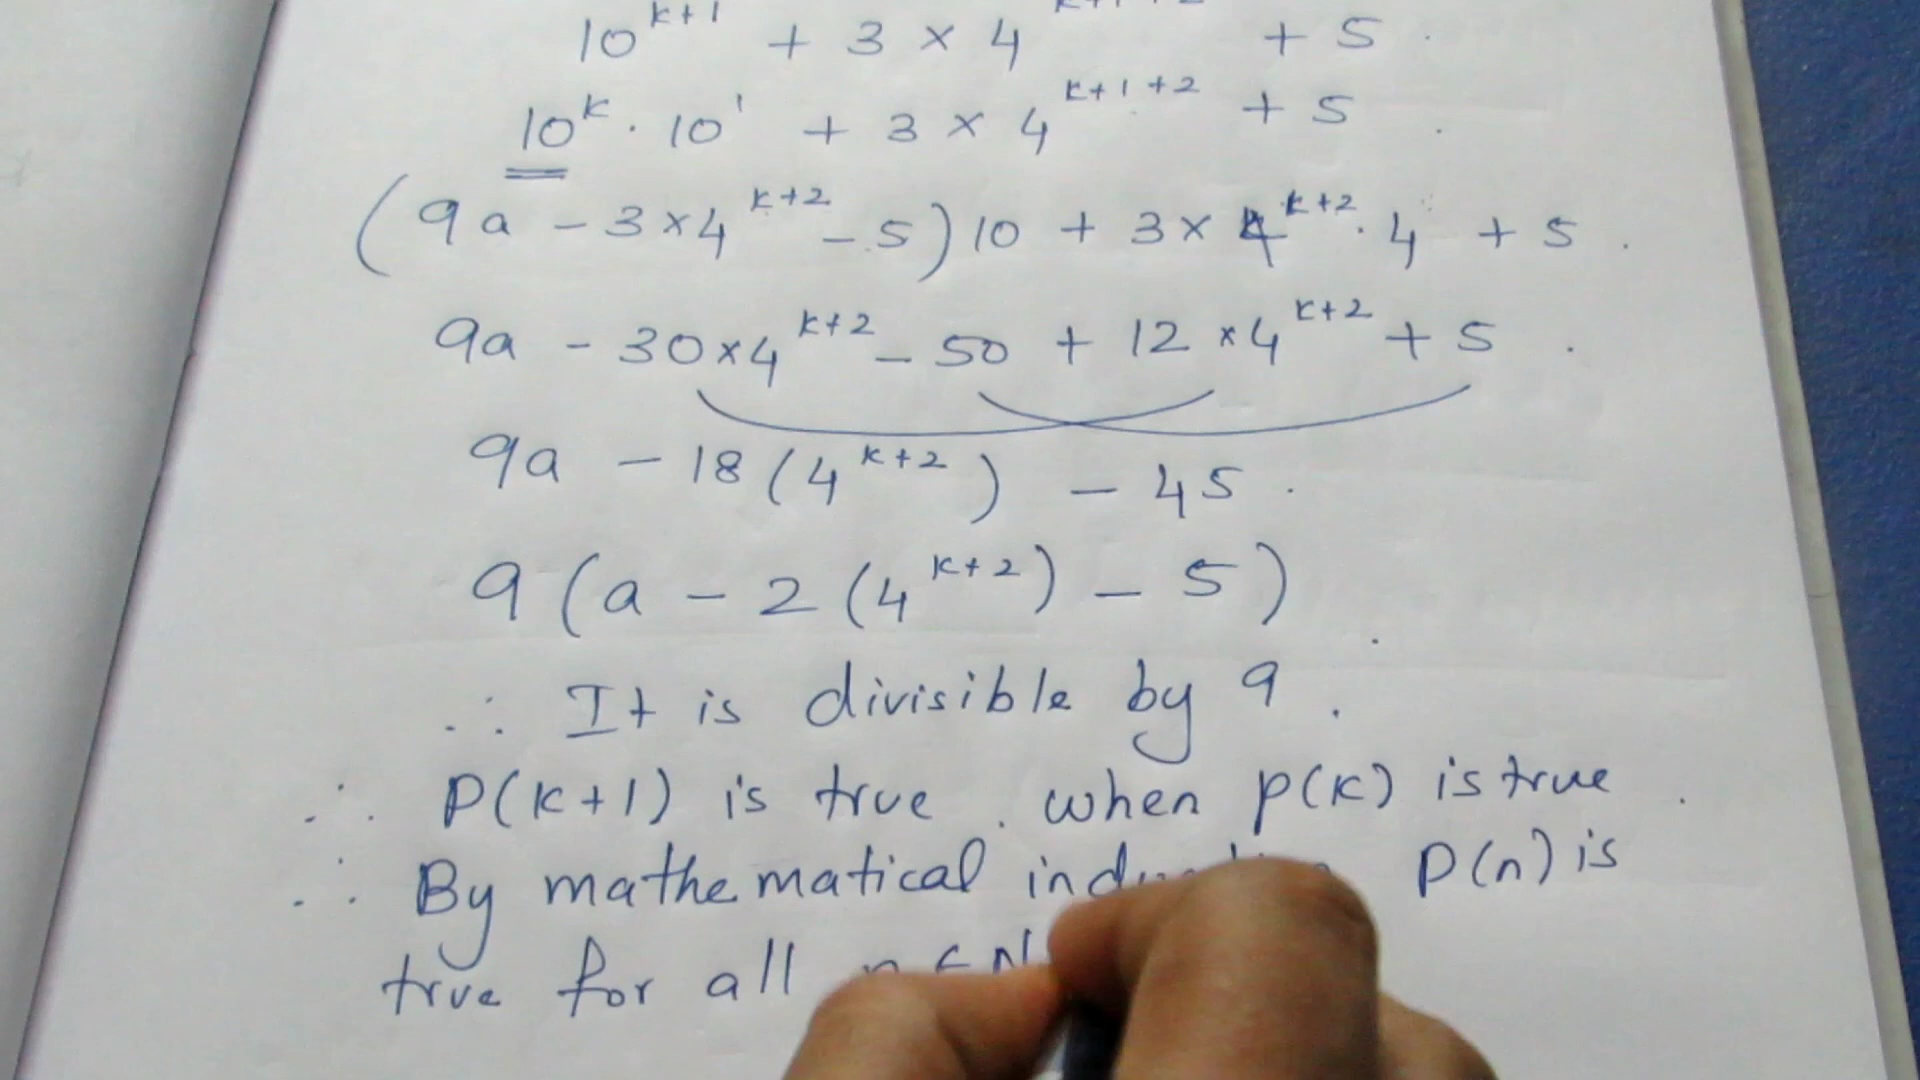 10^{k+1} + 3 × 4 + 5 .
10^k . 10^1 + 3 × 4^{k+1+2} + 5 .
(9a - 3×4^{k+2} - 5) 10 + 3 × 4^{k+2} . 4 + 5 .
9a - 30×4^{k+2} - 50 + 12 ×4^{k+2} + 5 .
9a - 18 (4^{k+2}) - 45 .
9 (a - 2 (4^{k+2}) - 5) .
∴ It is divisible by 9 .
∴ P(k+1) is true . when p(k) is true .
∴ By mathematical P(n) is
true for all